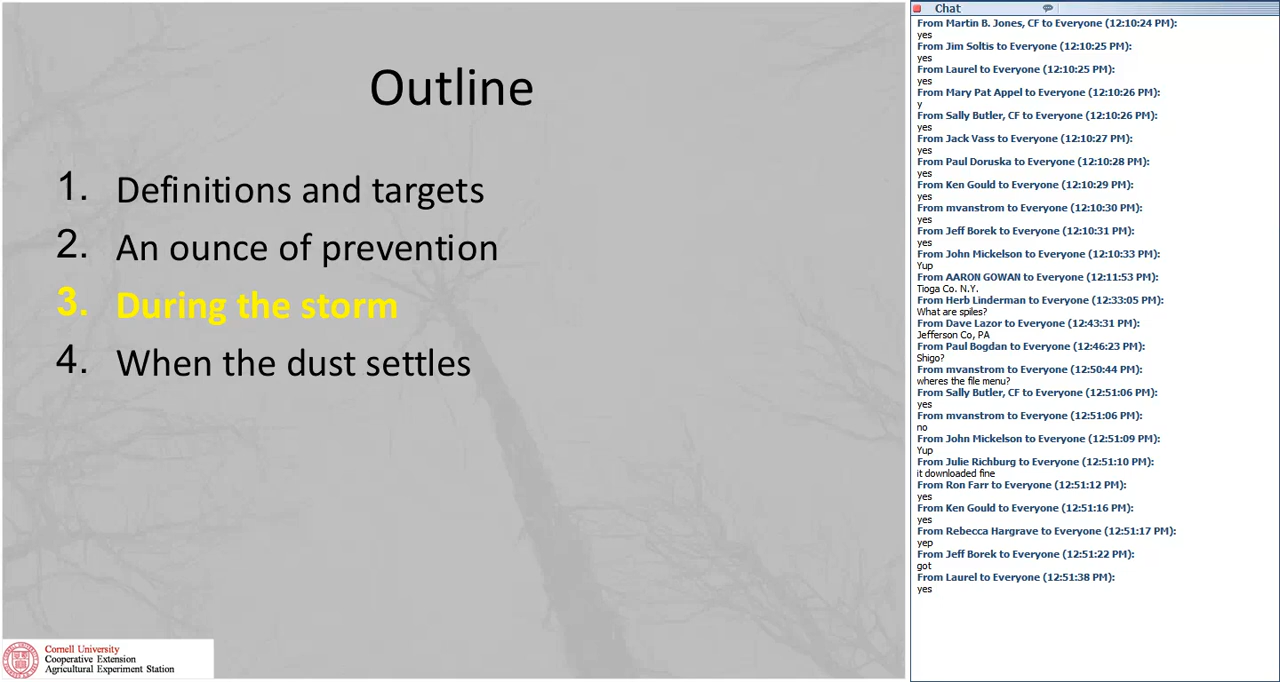 Outline
1. Definitions and targets
2. An ounce of prevention
3. During the storm
4. When the dust settles
Cornell University
Cooperative Extension
Agricultural Experiment Station
Chat
From Martin B. Jones, CF to Everyone (12:10:24 PM):
yes
From Jim Soltis to Everyone (12:10:25 PM):
yes
From Laurel to Everyone (12:10:25 PM):
yes
From Mary Pat Appel to Everyone (12:10:26 PM):
y
From Sally Butler, CF to Everyone (12:10:26 PM):
yes
From Jack Vass to Everyone (12:10:27 PM):
yes
From Paul Doruska to Everyone (12:10:28 PM):
yes
From Ken Gould to Everyone (12:10:29 PM):
yes
From mvanstrom to Everyone (12:10:30 PM):
yes
From Jeff Borek to Everyone (12:10:31 PM):
yes
From John Mickelson to Everyone (12:10:33 PM):
Yup
From AARON GOWAN to Everyone (12:11:53 PM):
Tioga Co. N.Y.
From Herb Linderman to Everyone (12:33:05 PM):
What are spiles?
From Dave Lazor to Everyone (12:43:31 PM):
Jefferson Co, PA
From Paul Bogdan to Everyone (12:46:23 PM):
Shigo?
From mvanstrom to Everyone (12:50:44 PM):
wheres the file menu?
From Sally Butler, CF to Everyone (12:51:06 PM):
yes
From mvanstrom to Everyone (12:51:06 PM):
no
From John Mickelson to Everyone (12:51:09 PM):
Yup
From Julie Richburg to Everyone (12:51:10 PM):
it downloaded fine
From Ron Farr to Everyone (12:51:12 PM):
yes
From Ken Gould to Everyone (12:51:16 PM):
yes
From Rebecca Hargrave to Everyone (12:51:17 PM):
yep
From Jeff Borek to Everyone (12:51:22 PM):
got
From Laurel to Everyone (12:51:38 PM):
yes